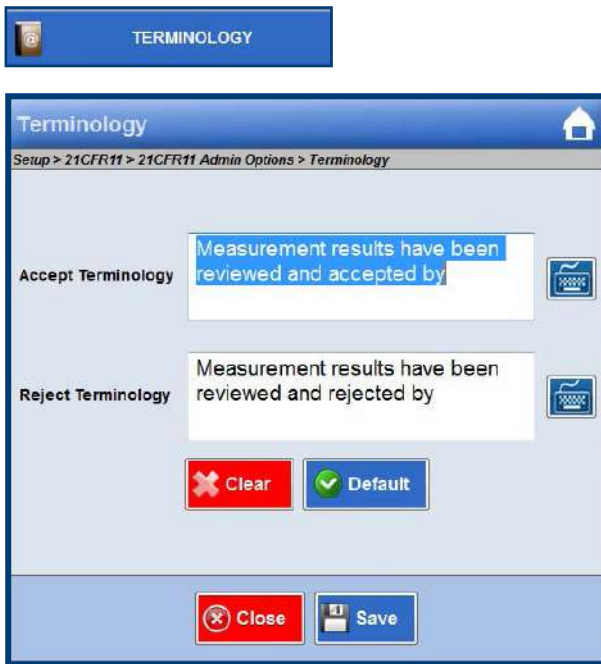 TERMINOLOGY
Terminology
Setup > 21CFR11 > 21CFR11 Admin Options > Terminology
Accept Terminology
Measurement results have been
reviewed and accepted by
Reject Terminology
Measurement results have been
reviewed and rejected by
Clear
Default
Close
Save